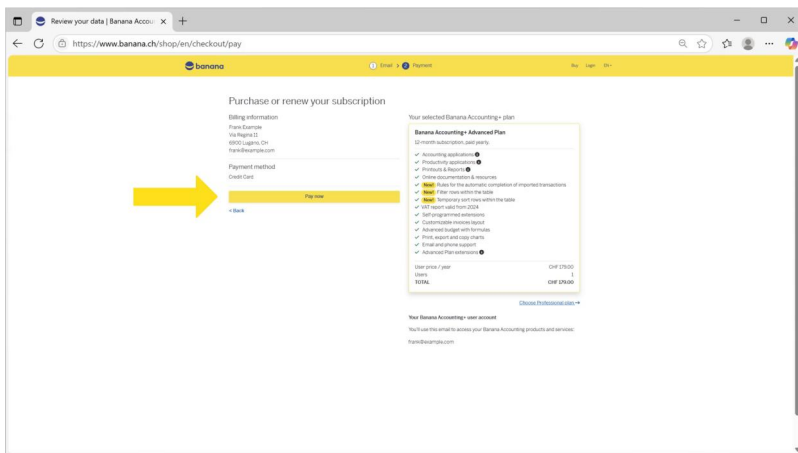 Review your data | Banana Accou
https://www.banana.ch/shop/en/checkout/pay
banana
1 Email > 2 Payment
Buy Login EN
Purchase or renew your subscription
Billing information
Frank Example
Via Regina 11
6900 Lugano, CH
frank@example.com
Payment method
Credit Card
Pay now
< Back
Your selected Banana Accounting+ plan
Banana Accounting+ Advanced Plan
12-month subscription, paid yearly.
Accounting applications
Productivity applications
Printouts & Reports
Online documentation & resources
New! Rules for the automatic completion of imported transactions
New! Filter rows within the table
New! Temporary sort rows within the table
VAT report valid from 2024
Self-programmed extensions
Customizable invoices layout
Advanced budget with formulas
Print, export and copy charts
Email and phone support
Advanced Plan extensions
User price / year CHF 179.00
Users 1
TOTAL CHF 179.00
Choose Professional plan →
Your Banana Accounting+ user account
You'll use this email to access your Banana Accounting products and services:
frank@example.com